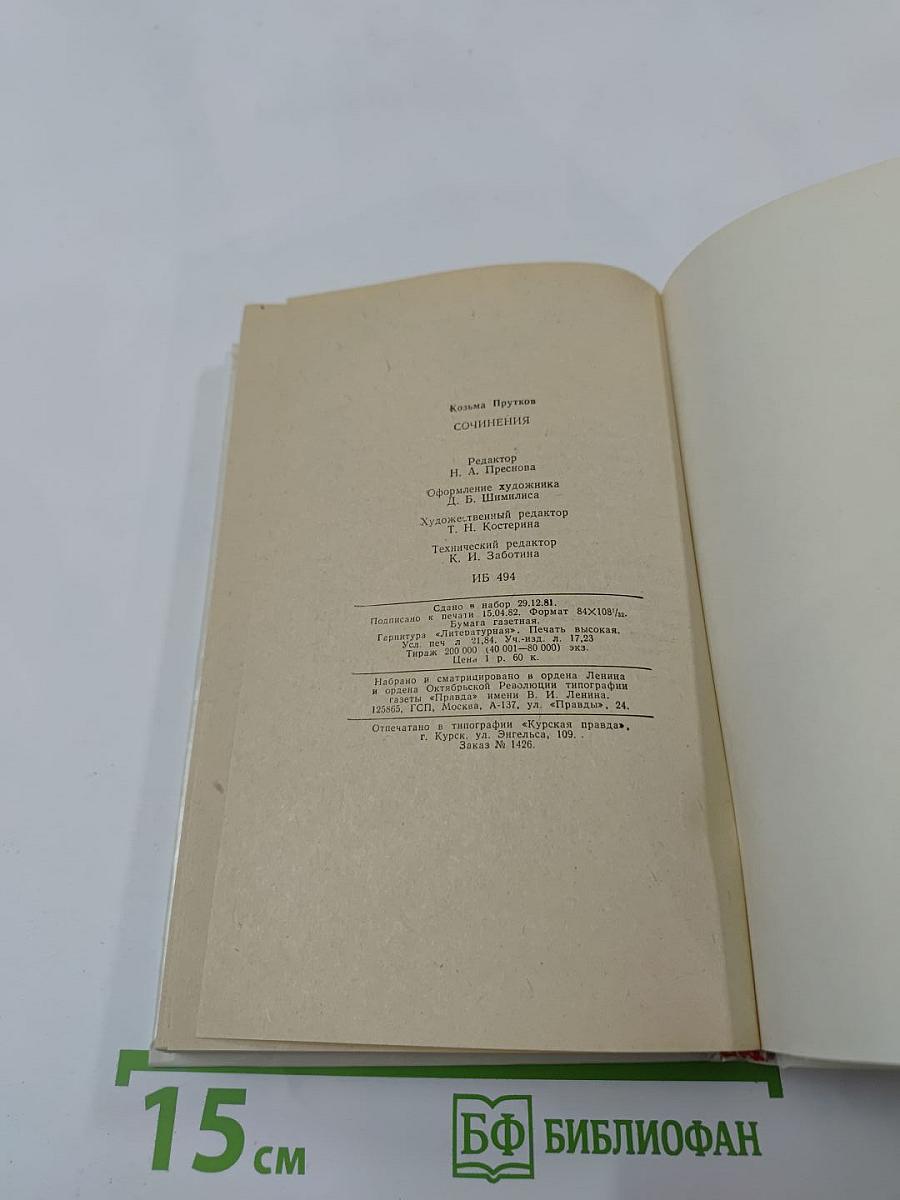 Козьма Прутков
СОЧИНЕНИЯ
Редактор
Н. А. Преснова
Оформление художника
Д. Б. Шимилиса
Художественный редактор
Т. Н. Костерина
Технический редактор
К. И. Заботина
ИБ 494
Сдано в набор 29.12.81.
Подписано к печати 15.04.82. Формат 84×108¹/₃₂.
Бумага газетная.
Гарнитура «Литературная». Печать высокая.
Усл. печ л 21,84. Уч.-изд. л. 17,23
Тираж 200 000 (40 001—80 000) экз.
Цена 1 р. 60 к.
Набрано и сматрицировано в ордена Ленина
и ордена Октябрьской Революции типографии
газеты «Правда» имени В. И. Ленина.
125865, ГСП, Москва, А-137, ул. «Правды», 24.
Отпечатано в типографии «Курская правда»,
г. Курск. ул. Энгельса, 109.
Заказ № 1426.
15 см
БФ БИБЛИОФАН